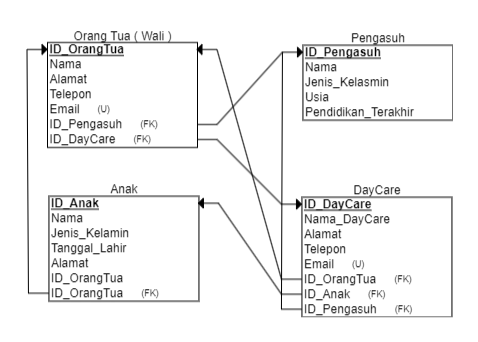 Orang Tua ( Wali )
ID_OrangTua
Nama
Alamat
Telepon
Email (U)
ID_Pengasuh (FK)
ID_DayCare (FK)
Pengasuh
ID_Pengasuh
Nama
Jenis_Kelasmin
Usia
Pendidikan_Terakhir
Anak
ID_Anak
Nama
Jenis_Kelamin
Tanggal_Lahir
Alamat
ID_OrangTua
ID_OrangTua (FK)
DayCare
ID_DayCare
Nama_DayCare
Alamat
Telepon
Email (U)
ID_OrangTua (FK)
ID_Anak (FK)
ID_Pengasuh (FK)